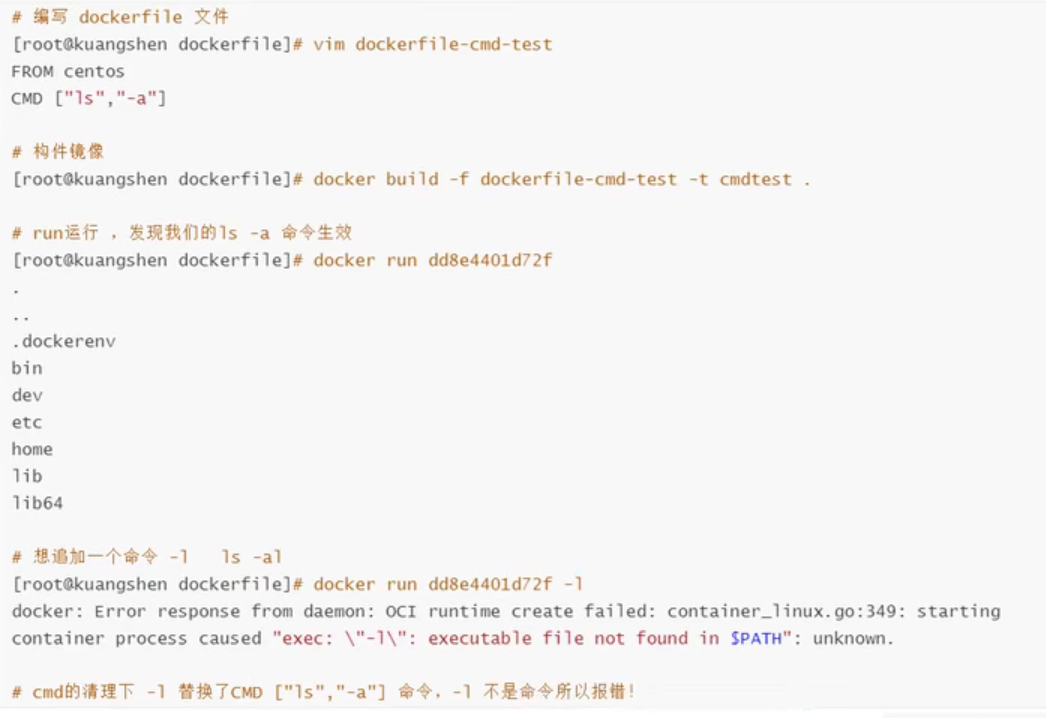 # 编写 dockerfile 文件
[root@kuangshen dockerfile]# vim dockerfile-cmd-test
FROM centos
CMD ["ls","-a"]
# 构件镜像
[root@kuangshen dockerfile]# docker build -f dockerfile-cmd-test -t cmdtest .
# run运行 ，发现我们的ls -a 命令生效
[root@kuangshen dockerfile]# docker run dd8e4401d72f
.
..
.dockerenv
bin
dev
etc
home
lib
lib64
# 想追加一个命令 -l   ls -al
[root@kuangshen dockerfile]# docker run dd8e4401d72f -l
docker: Error response from daemon: OCI runtime create failed: container_linux.go:349: starting
container process caused "exec: \"-l\": executable file not found in $PATH": unknown.
# cmd的清理下 -l 替换了CMD ["ls","-a"] 命令，-l 不是命令所以报错！